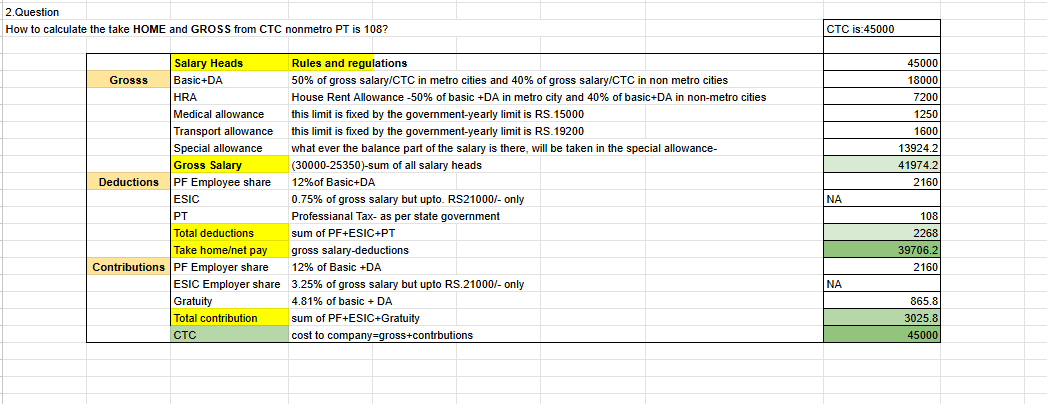 2.Question
How to calculate the take HOME and GROSS from CTC nonmetro PT is 108? CTC is:45000
Salary Heads Rules and regulations 45000
Grosss Basic+DA 50% of gross salary/CTC in metro cities and 40% of gross salary/CTC in non metro cities 18000
HRA House Rent Allowance -50% of basic +DA in metro city and 40% of basic+DA in non-metro cities 7200
Medical allowance this limit is fixed by the government-yearly limit is RS.15000 1250
Transport allowance this limit is fixed by the government-yearly limit is RS.19200 1600
Special allowance what ever the balance part of the salary is there, will be taken in the special allowance- 13924.2
Gross Salary (30000-25350)-sum of all salary heads 41974.2
Deductions PF Employee share 12%of Basic+DA 2160
ESIC 0.75% of gross salary but upto. RS21000/- only NA
PT Professianal Tax- as per state government 108
Total deductions sum of PF+ESIC+PT 2268
Take home/net pay gross salary-deductions 39706.2
Contributions PF Employer share 12% of Basic +DA 2160
ESIC Employer share 3.25% of gross salary but upto RS.21000/- only NA
Gratuity 4.81% of basic + DA 865.8
Total contribution sum of PF+ESIC+Gratuity 3025.8
CTC cost to company=gross+contrbutions 45000